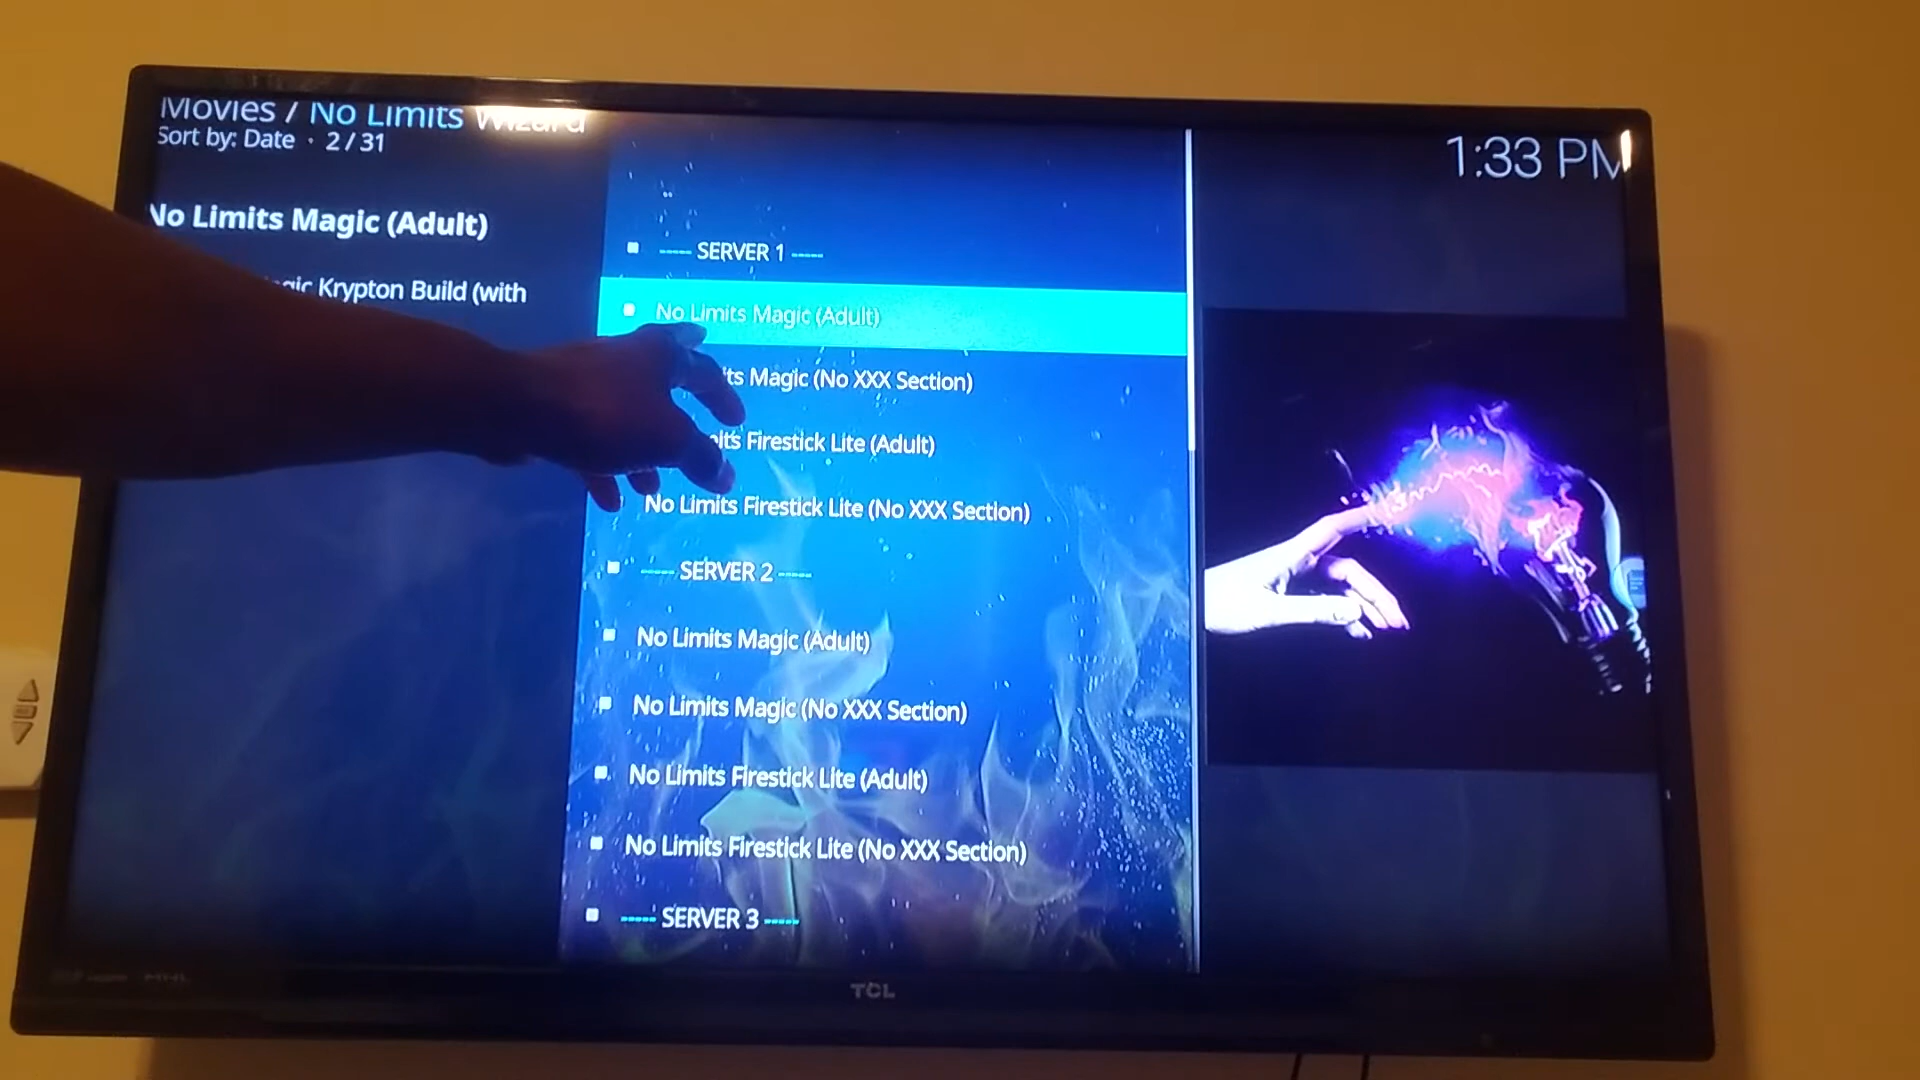 Movies / No Limits Wizard
Sort by: Date · 2 / 31
1:33 PM
No Limits Magic (Adult)
Krypton Build (with
----- SERVER 1 -----
No Limits Magic (Adult)
Magic (No XXX Section)
Firestick Lite (Adult)
No Limits Firestick Lite (No XXX Section)
----- SERVER 2 -----
No Limits Magic (Adult)
No Limits Magic (No XXX Section)
No Limits Firestick Lite (Adult)
No Limits Firestick Lite (No XXX Section)
----- SERVER 3 -----
TCL